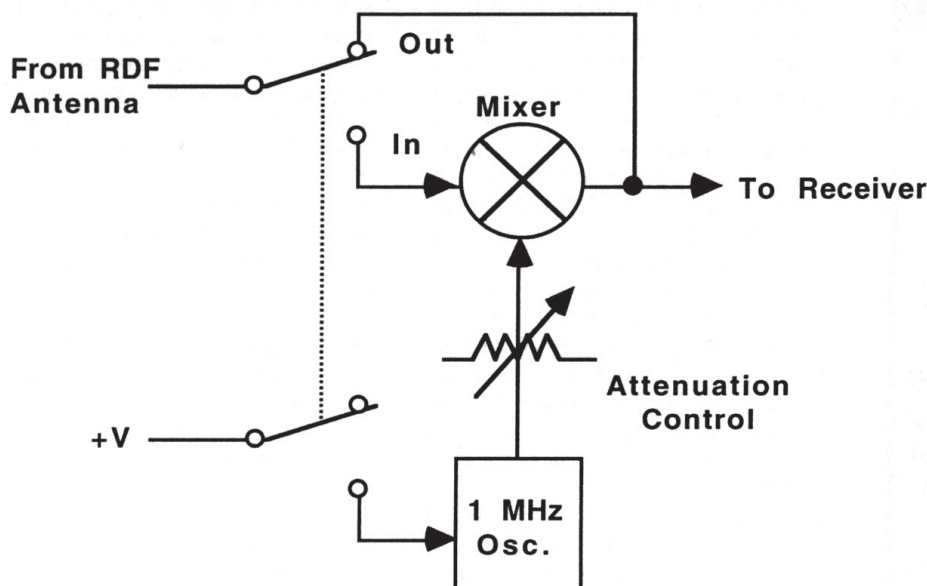 Out
From RDF
Antenna
Mixer
In
To Receiver
Attenuation
Control
+V
1 MHz
Osc.